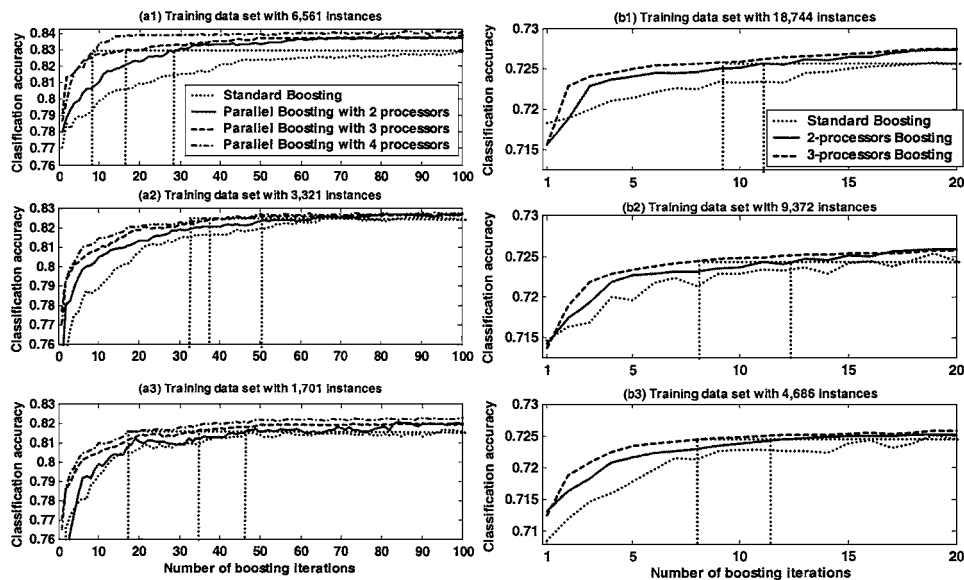 (a1) Training data set with 6,561 instances
0.84
0.83
0.82
0.81
0.8
0.79
0.78
0.77
0.76
Classification accuracy
Standard Boosting
Parallel Boosting with 2 processors
Parallel Boosting with 3 processors
Parallel Boosting with 4 processors
0 10 20 30 40 50 60 70 80 90 100
(b1) Training data set with 18,744 instances
0.73
0.725
0.72
0.715
Classification accuracy
Standard Boosting
2-processors Boosting
3-processors Boosting
1 5 10 15 20
(a2) Training data set with 3,321 instances
0.83
0.82
0.81
0.8
0.79
0.78
0.77
0.76
Classification accuracy
0 10 20 30 40 50 60 70 80 90 100
(b2) Training data set with 9,372 instances
0.73
0.725
0.72
0.715
Classification accuracy
1 5 10 15 20
(a3) Training data set with 1,701 instances
0.83
0.82
0.81
0.8
0.79
0.78
0.77
0.76
Classification accuracy
0 10 20 30 40 50 60 70 80 90 100
Number of boosting iterations
(b3) Training data set with 4,686 instances
0.73
0.725
0.72
0.715
0.71
Classification accuracy
1 5 10 15 20
Number of boosting iterations